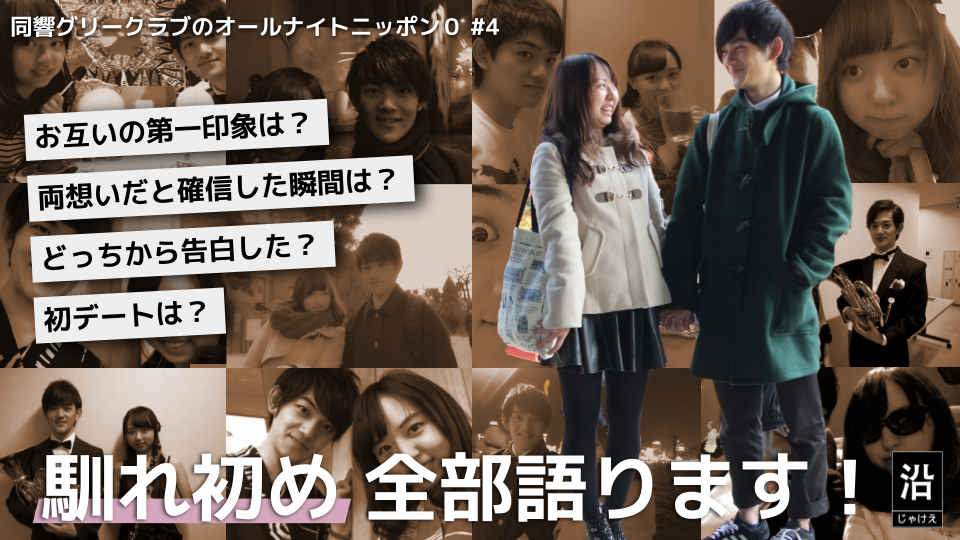 同響グリークラブのオールナイトニッポン0 #4
お互いの第一印象は？
両想いだと確信した瞬間は？
どっちから告白した？
初デートは？
馴れ初め 全部語ります！
沿
じゃけえ